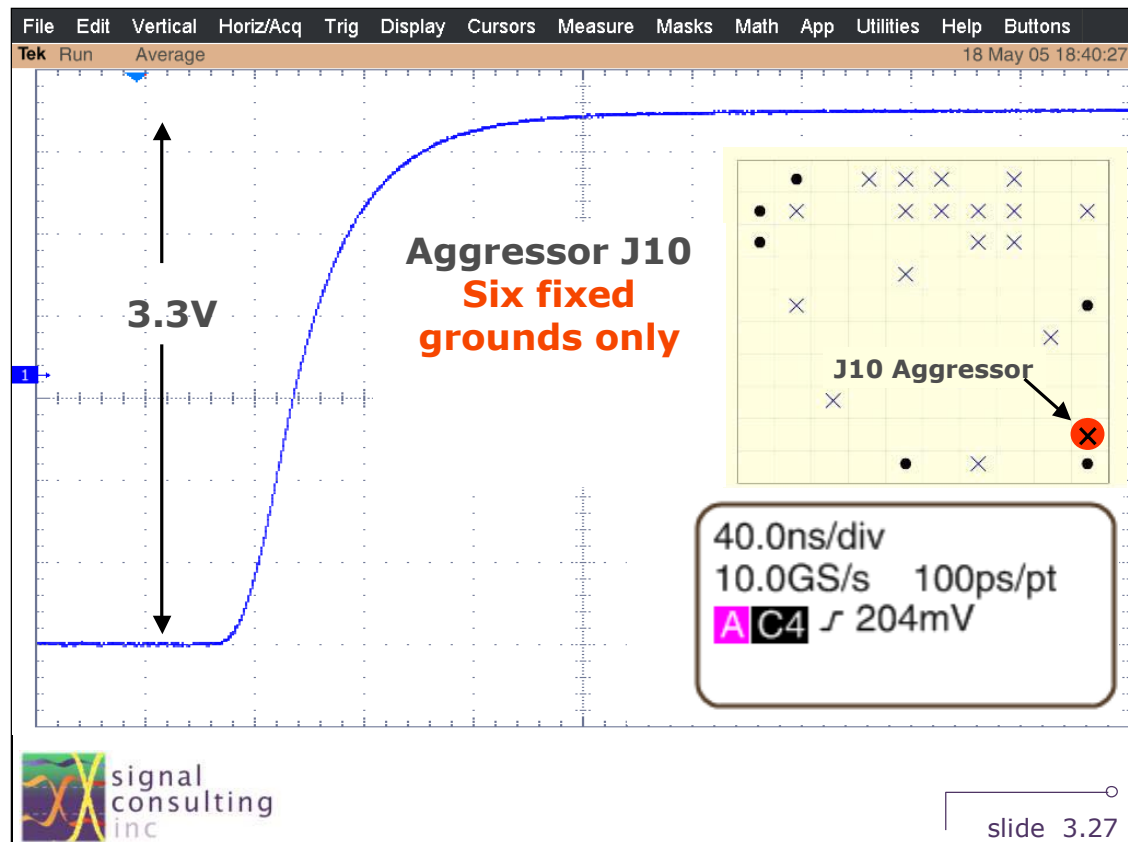 File Edit Vertical Horiz/Acq Trig Display Cursors Measure Masks Math App Utilities Help Buttons
Tek Run Average 18 May 05 18:40:27
3.3V
Aggressor J10
Six fixed
grounds only
1
J10 Aggressor
40.0ns/div
10.0GS/s 100ps/pt
A C4 204mV
signal
consulting
inc
slide 3.27